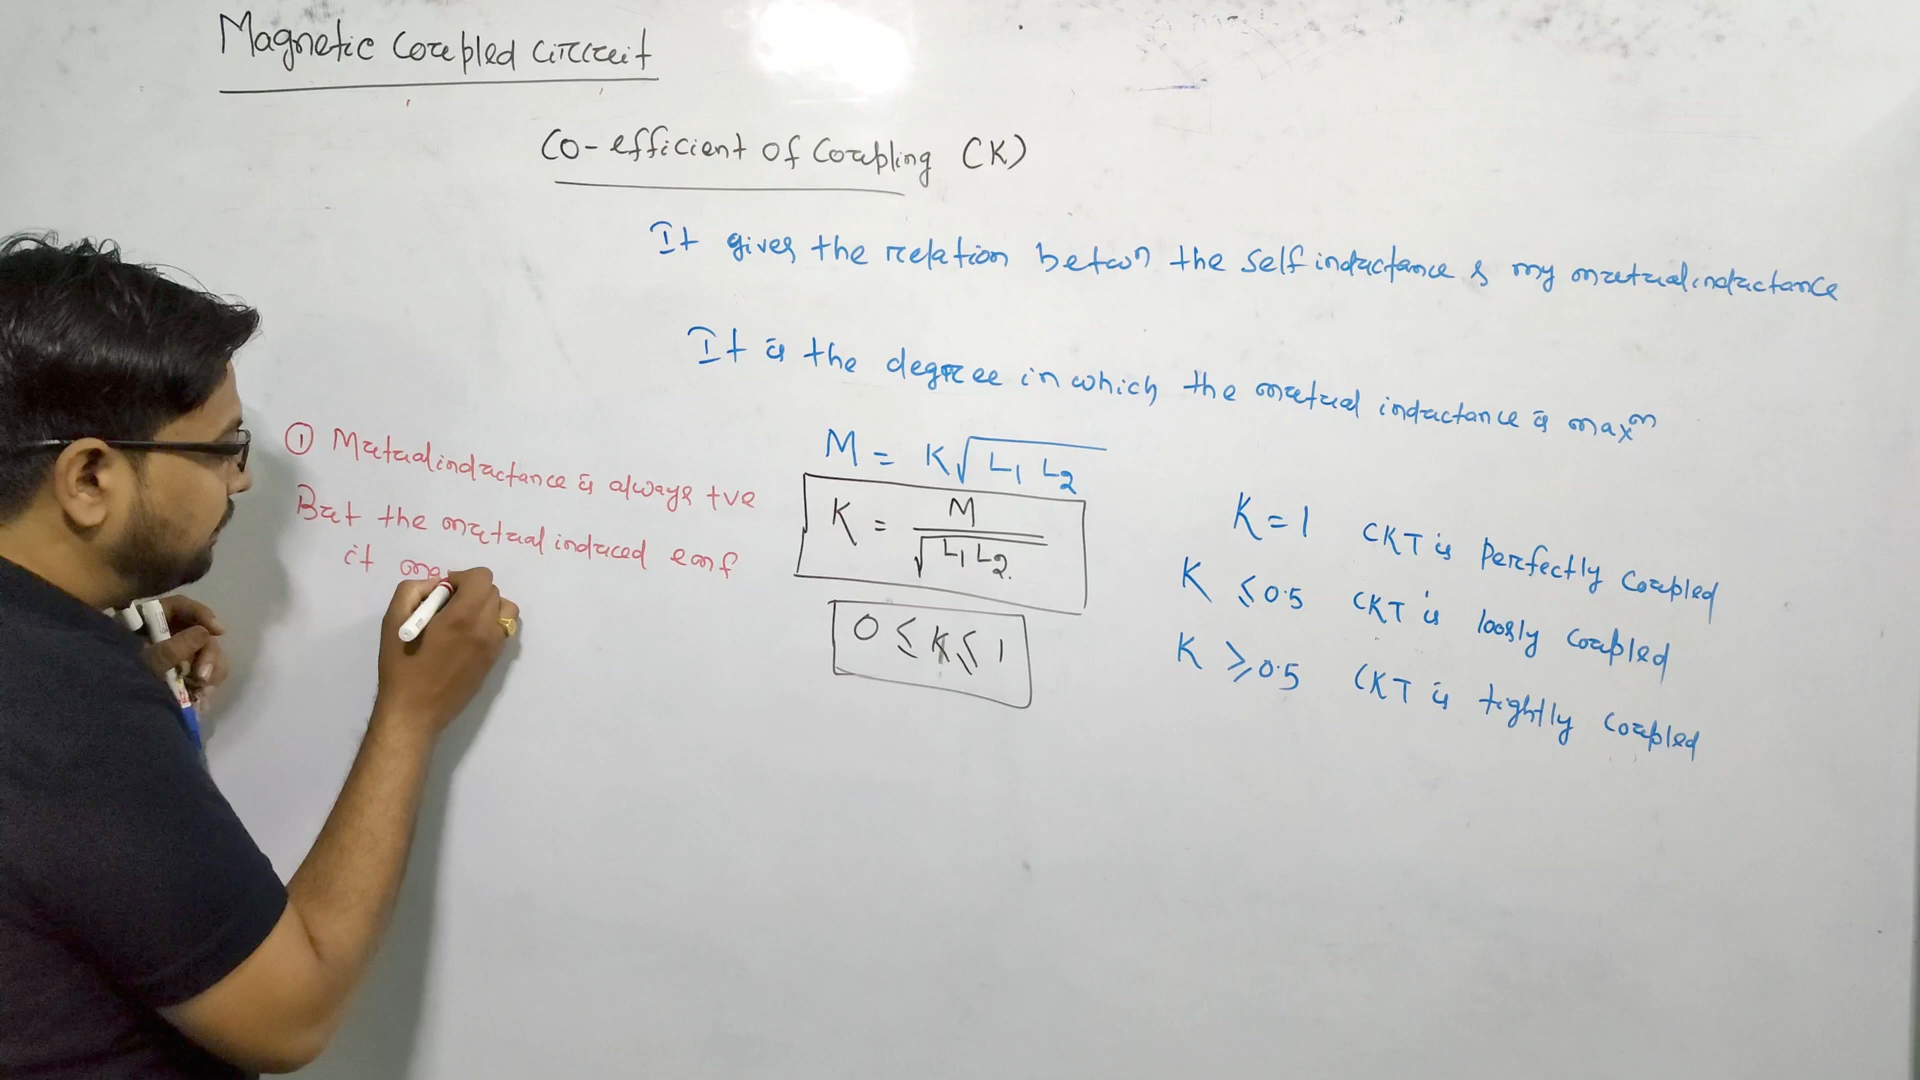 Magnetic Coupled circuit
Co-efficient of Coupling (K)
It gives the relation betwn the self inductance & my mutual inductance
It is the degree in which the mutual inductance is maxm
① Mutual inductance is always +ve
But the mutual induced emf
it ma
M = K√L1 L2
K = M / √L1 L2.
0 ≤ K ≤ 1
K = 1 CKT is perfectly coupled
K ≤ 0.5 CKT is loosly coupled
K ≥ 0.5 CKT is tightly coupled